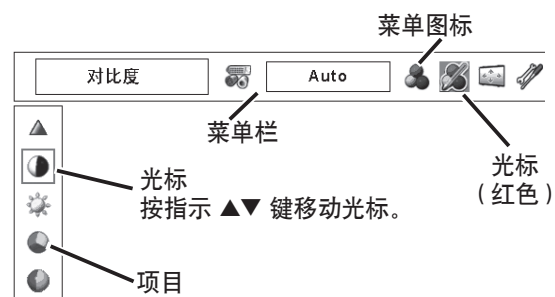 菜单图标
对比度
Auto
菜单栏
光标
（红色）
光标
按指示 ▲▼ 键移动光标。
项目